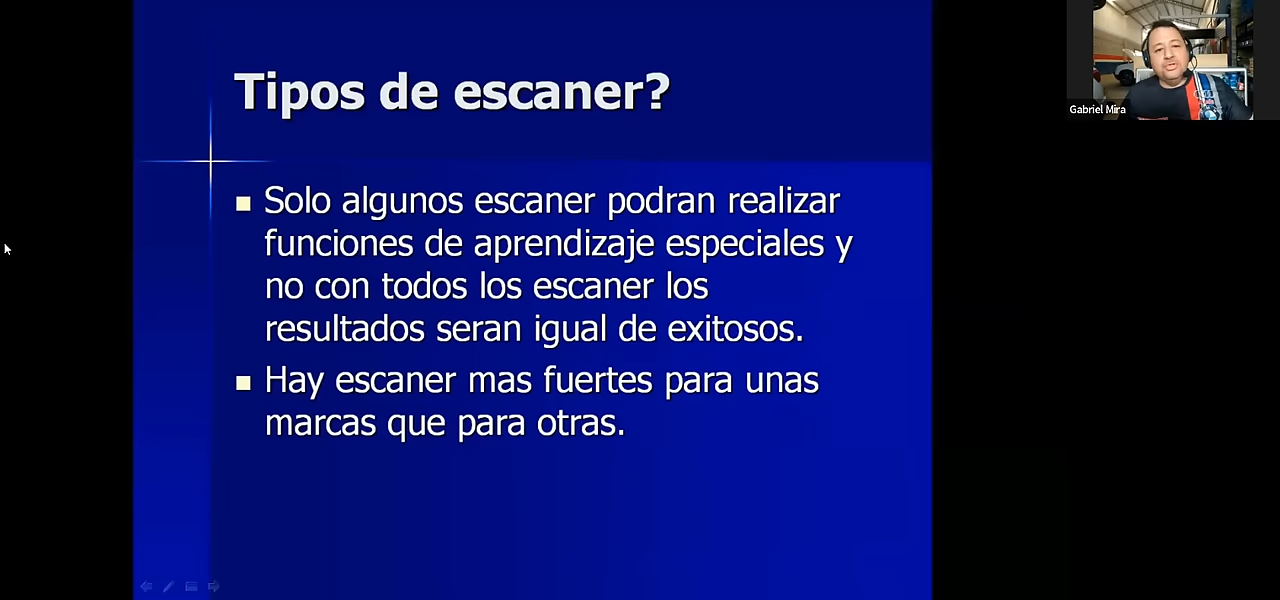 Tipos de escaner?
Solo algunos escaner podran realizar
funciones de aprendizaje especiales y
no con todos los escaner los
resultados seran igual de exitosos.
Hay escaner mas fuertes para unas
marcas que para otras.
Gabriel Mira